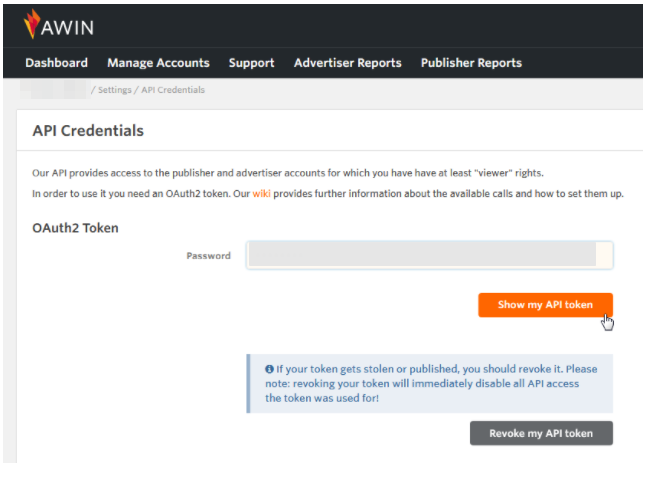 AWIN
Dashboard Manage Accounts Support Advertiser Reports Publisher Reports
/ Settings / API Credentials
API Credentials
Our API provides access to the publisher and advertiser accounts for which you have have at least "viewer" rights.
In order to use it you need an OAuth2 token. Our wiki provides further information about the available calls and how to set them up.
OAuth2 Token
Password
Show my API token
If your token gets stolen or published, you should revoke it. Please
note: revoking your token will immediately disable all API access
the token was used for!
Revoke my API token